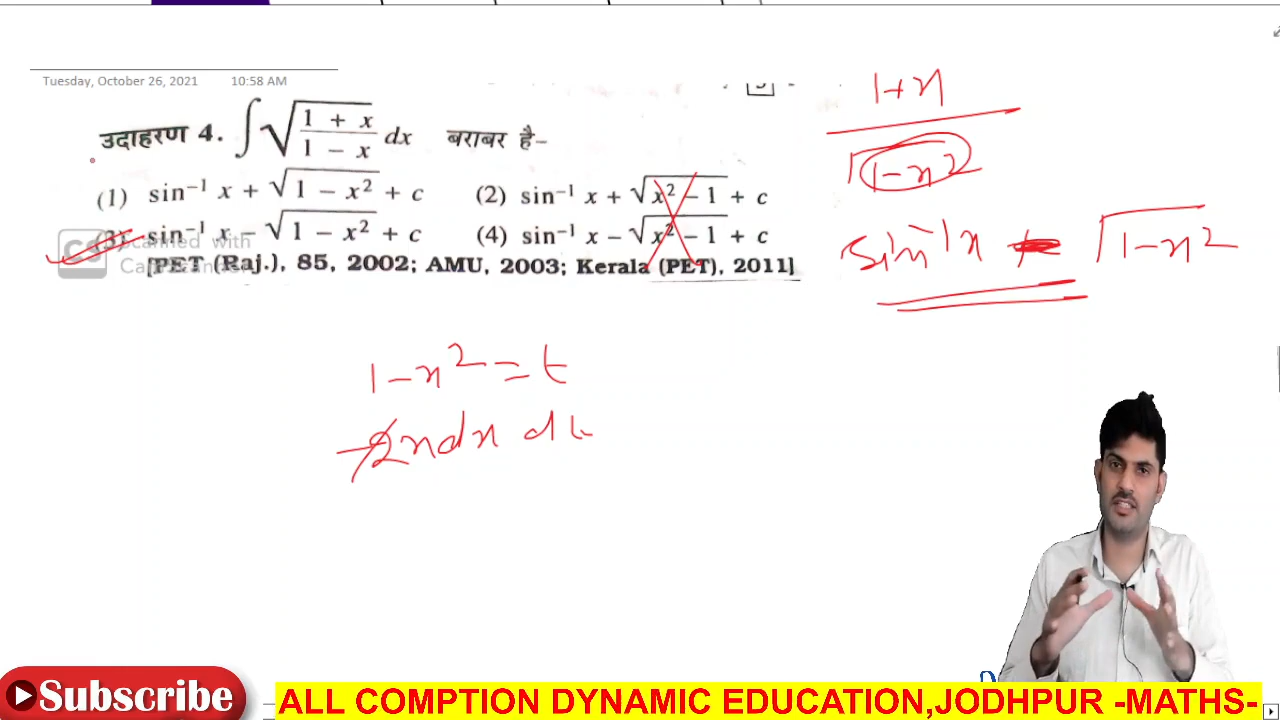 Tuesday, October 26, 2021 10:58 AM
उदाहरण 4. ∫√((1 + x)/(1 − x)) dx बराबर है–
(1) sin⁻¹ x + √(1 − x²) + c (2) sin⁻¹ x + √(x² − 1) + c
(3) sin⁻¹ x − √(1 − x²) + c (4) sin⁻¹ x − √(x² − 1) + c
[PET (Raj.), 85, 2002; AMU, 2003; Kerala (PET), 2011]
1+x
√(1−x²)
sin⁻¹x − √(1−x²)
1−x² = t
−2x dx dt
Subscribe
ALL COMPTION DYNAMIC EDUCATION,JODHPUR -MATHS-